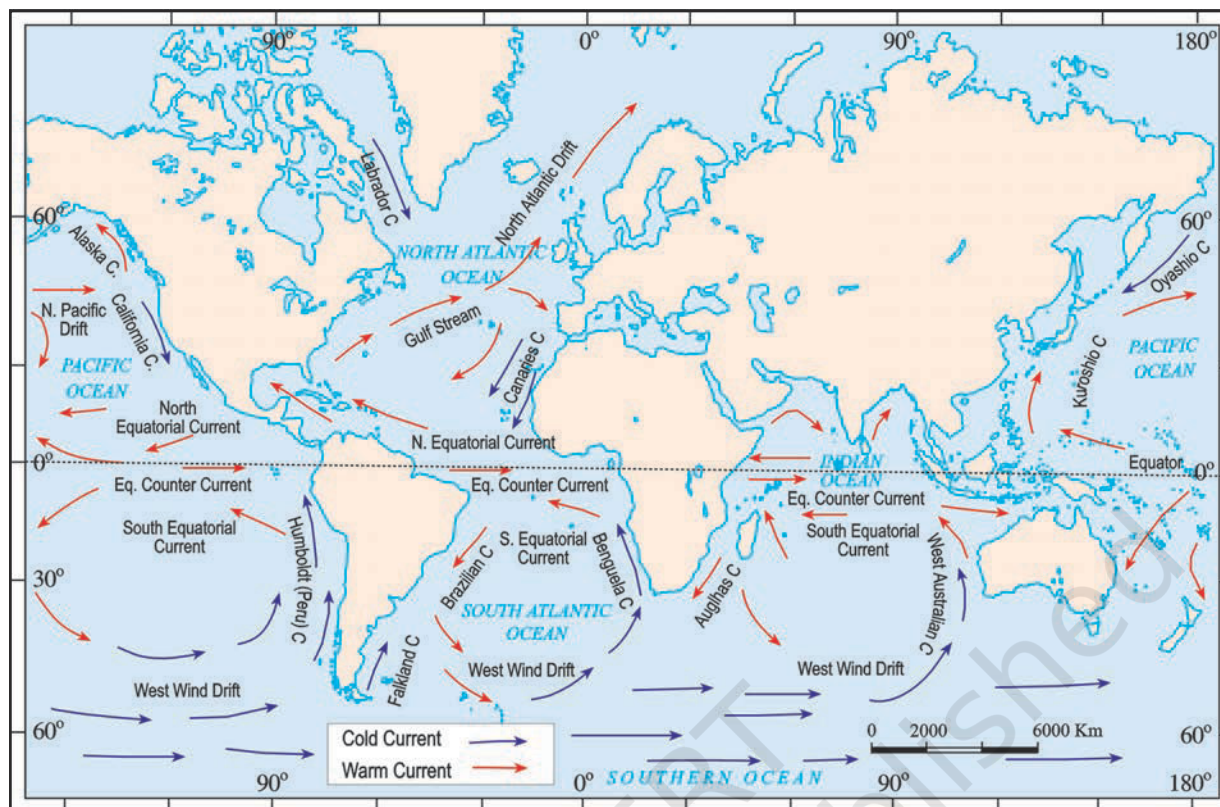 90°
0°
90°
180°
60°
Labrador C
North Atlantic Drift
60°
Alaska C.
NORTH ATLANTIC
OCEAN
Oyashio C
N. Pacific
Drift
California C.
Gulf Stream
Canaries C
Kuroshio C
PACIFIC
OCEAN
PACIFIC
OCEAN
North
Equatorial Current
N. Equatorial Current
Equator
0°
0°
INDIAN
OCEAN
Eq. Counter Current
Eq. Counter Current
Eq. Counter Current
South Equatorial
Current
Humboldt (Peru) C
S. Equatorial
Current
Benguela C
South Equatorial
Current
West Australian C
30°
Brazilian C
Auglhas C
30°
SOUTH ATLANTIC
OCEAN
West Wind Drift
Falkland C
West Wind Drift
West Wind Drift
60°
Cold Current
Warm Current
0 2000 6000 Km
60°
90°
0°
90°
180°
SOUTHERN OCEAN